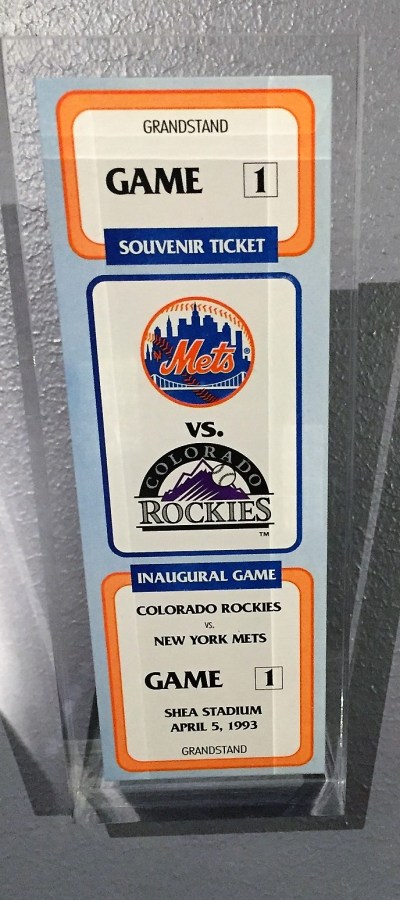 GRANDSTAND
GAME 1
SOUVENIR TICKET
Mets®
VS.
COLORADO
ROCKIES
™
INAUGURAL GAME
COLORADO ROCKIES
VS.
NEW YORK METS
GAME 1
SHEA STADIUM
APRIL 5, 1993
GRANDSTAND